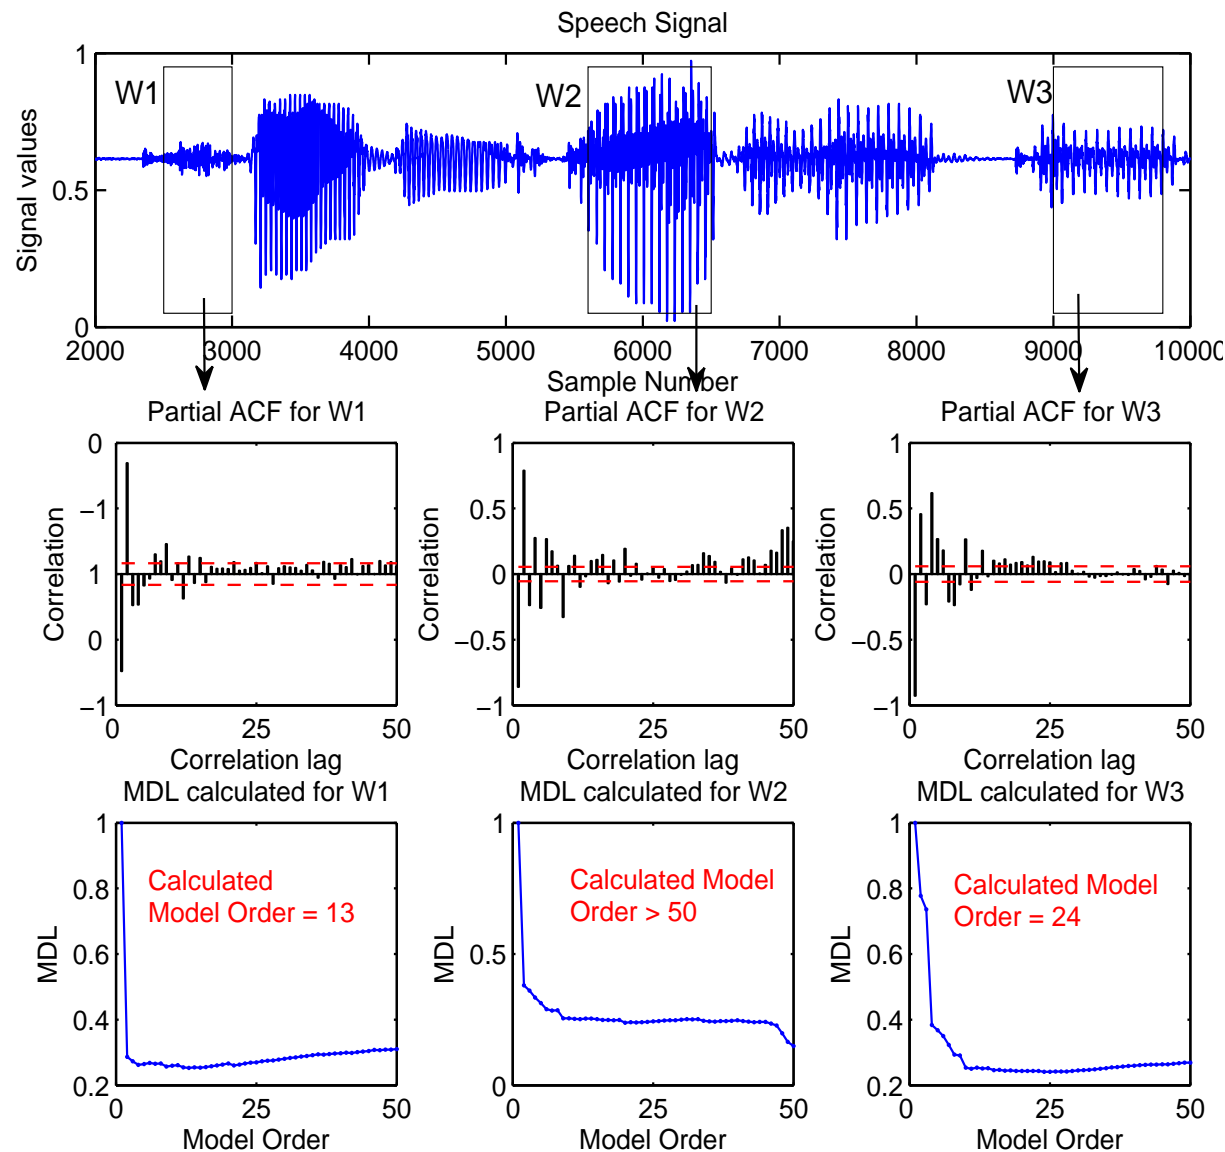 Speech Signal
1
0.5
0
Signal values
W1
W2
W3
2000 3000 4000 5000 6000 7000 8000 9000 10000
Sample Number
Partial ACF for W1
Partial ACF for W2
Partial ACF for W3
0
−1
1
0
−1
Correlation
0 25 50
Correlation lag
1
0.5
0
−0.5
−1
Correlation
0 25 50
Correlation lag
1
0.5
0
−0.5
−1
Correlation
0 25 50
Correlation lag
MDL calculated for W1
MDL calculated for W2
MDL calculated for W3
1
0.8
0.6
0.4
0.2
MDL
Calculated
Model Order = 13
0 25 50
Model Order
1
0.5
0
MDL
Calculated Model
Order > 50
0 25 50
Model Order
1
0.8
0.6
0.4
0.2
MDL
Calculated Model
Order = 24
0 25 50
Model Order